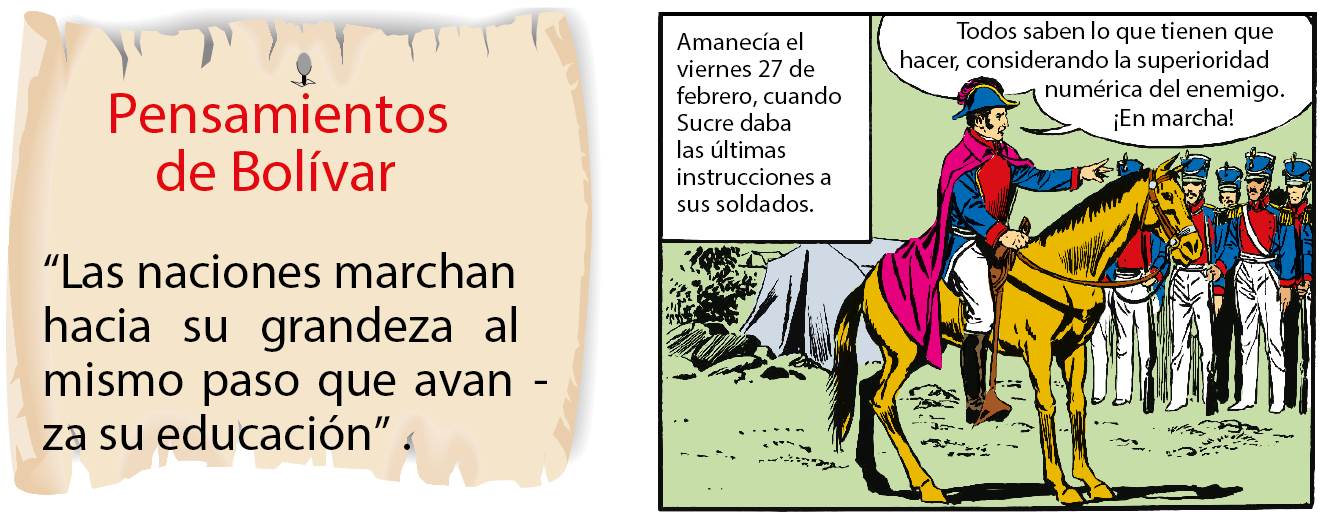 Pensamientos
de Bolívar
“Las naciones marchan
hacia su grandeza al
mismo paso que avan -
za su educación” .
Amanecía el
viernes 27 de
febrero, cuando
Sucre daba
las últimas
instrucciones a
sus soldados.
Todos saben lo que tienen que
hacer, considerando la superioridad
numérica del enemigo.
¡En marcha!